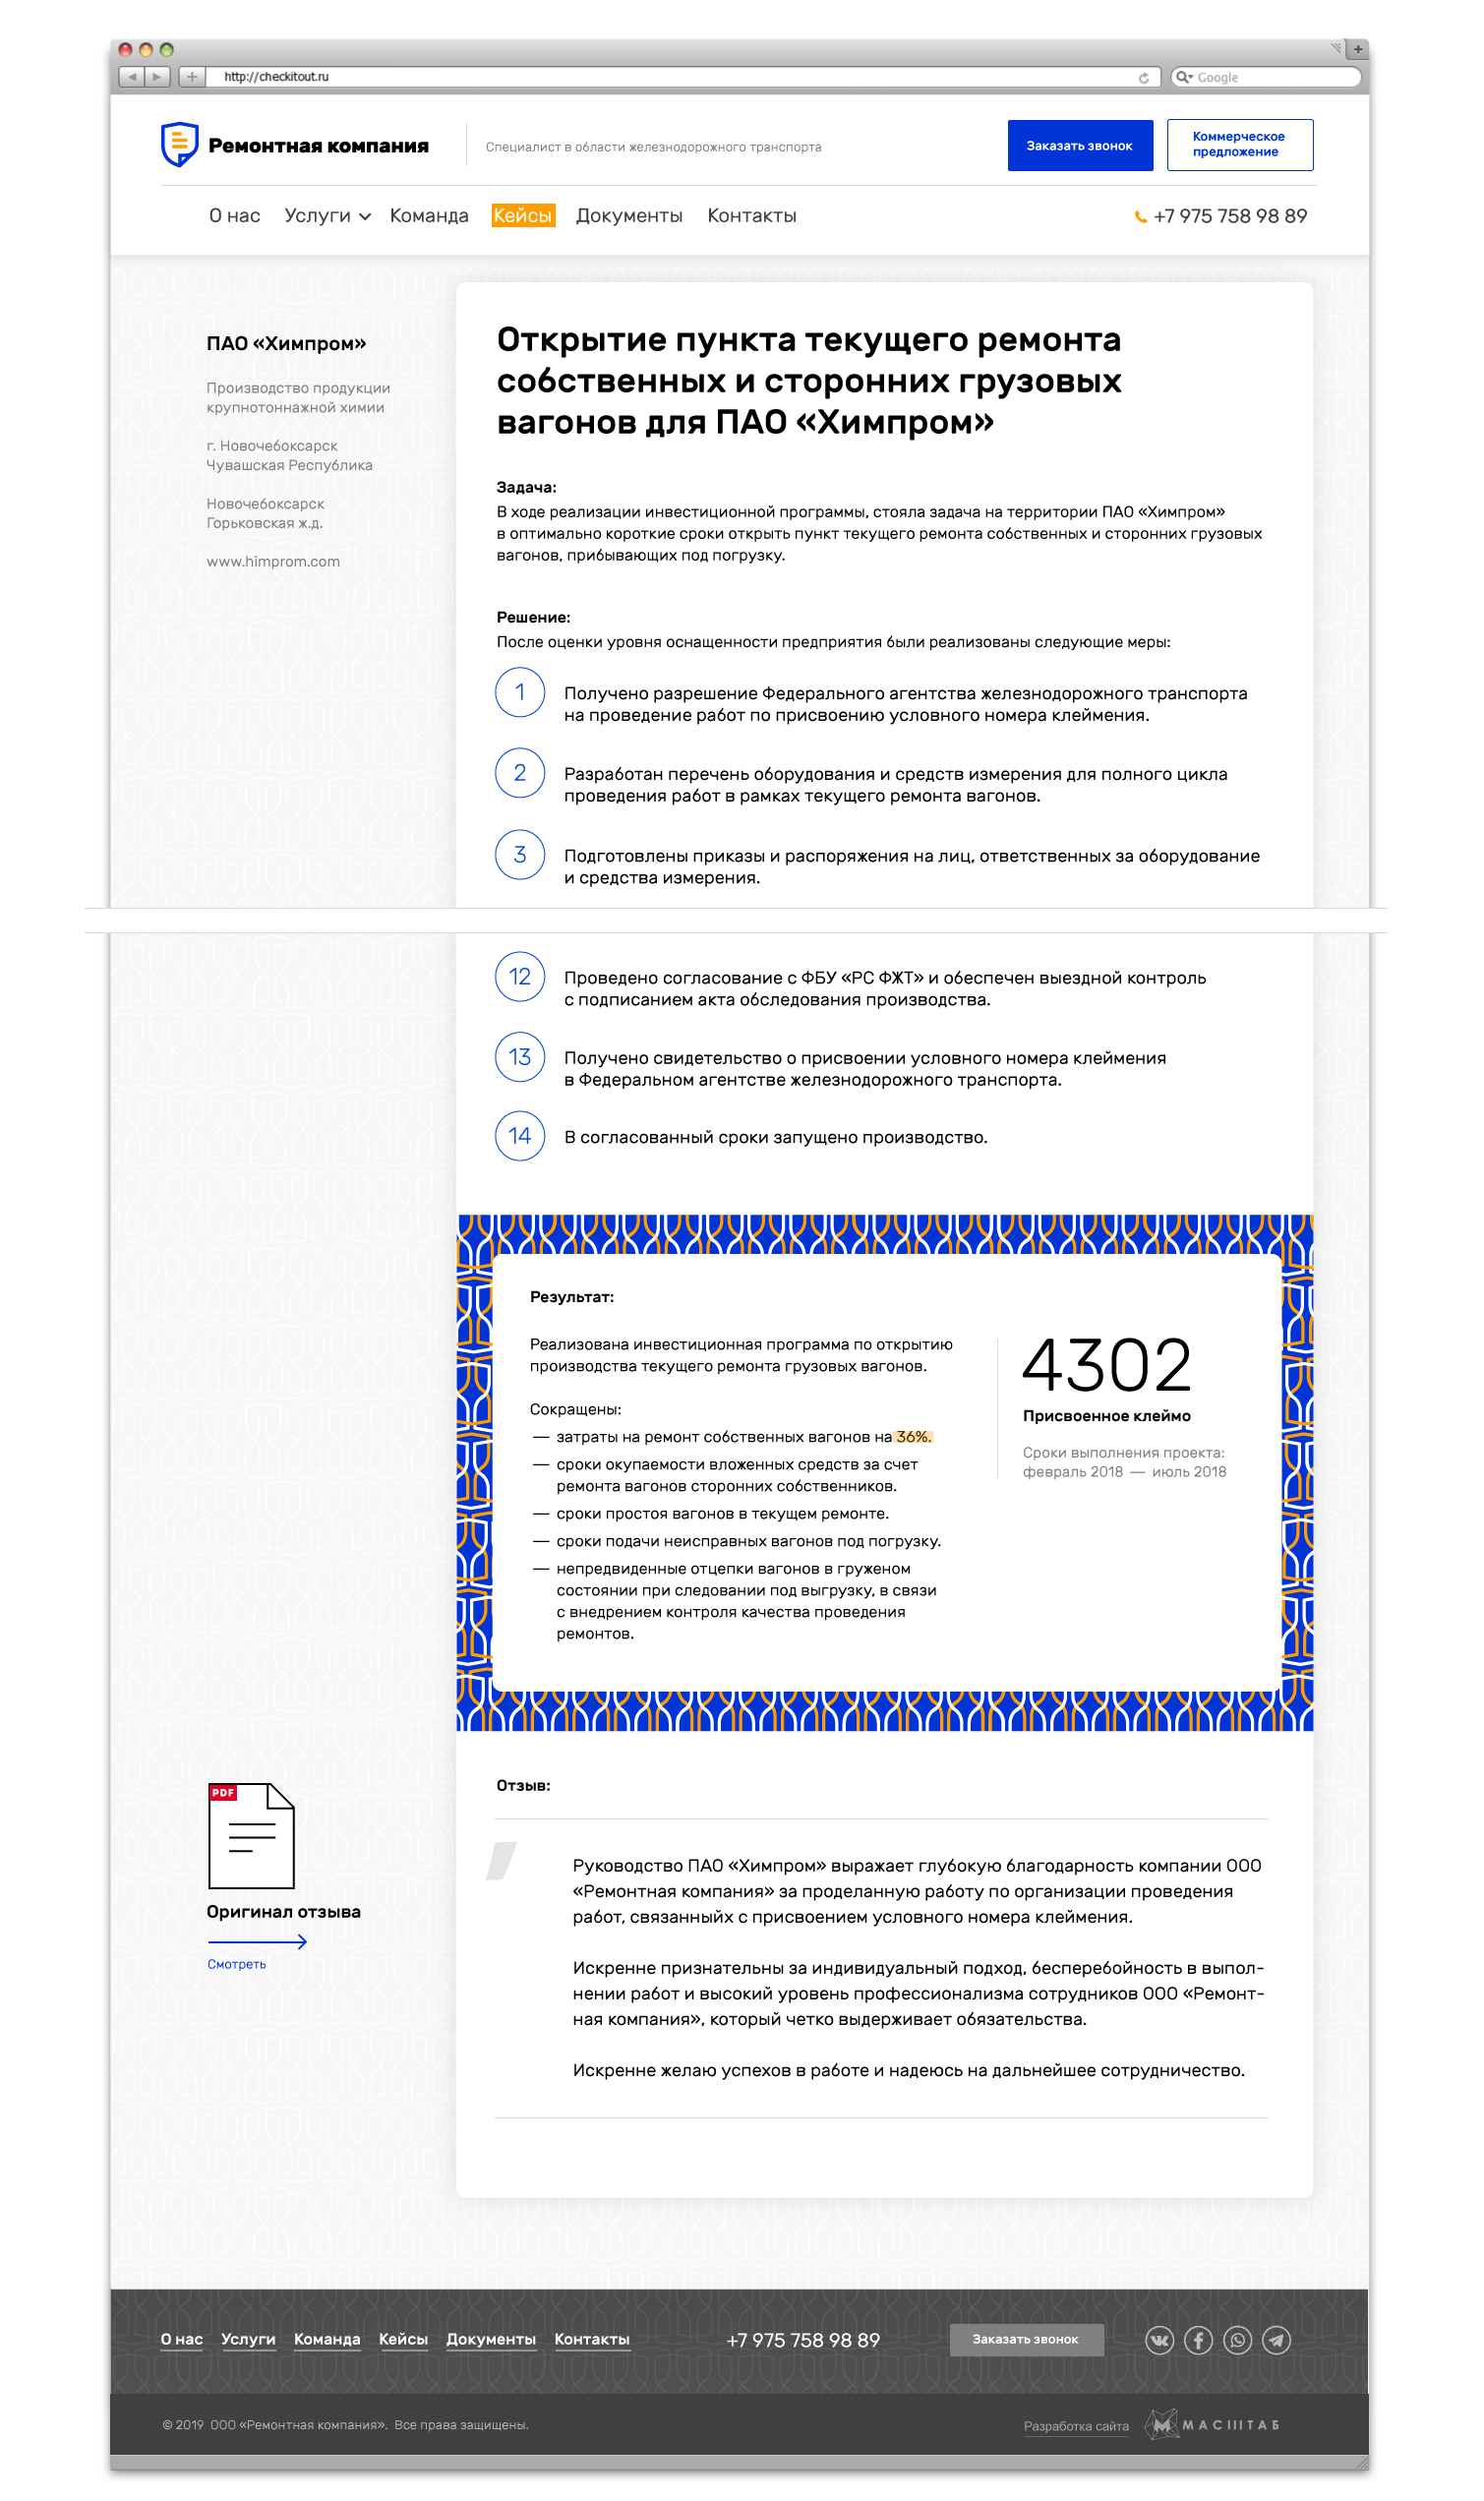 http://checkitout.ru
Google
Ремонтная компания
Специалист в области железнодорожного транспорта
Заказать звонок
Коммерческое
предложение
О нас Услуги Команда Кейсы Документы Контакты
+7 975 758 98 89
ПАО «Химпром»
Производство продукции
крупнотоннажной химии
г. Новочебоксарск
Чувашская Республика
Новочебоксарск
Горьковская ж.д.
www.himprom.com
Открытие пункта текущего ремонта
собственных и сторонних грузовых
вагонов для ПАО «Химпром»
Задача:
В ходе реализации инвестиционной программы, стояла задача на территории ПАО «Химпром»
в оптимально короткие сроки открыть пункт текущего ремонта собственных и сторонних грузовых
вагонов, прибывающих под погрузку.
Решение:
После оценки уровня оснащенности предприятия были реализованы следующие меры:
1 Получено разрешение Федерального агентства железнодорожного транспорта
на проведение работ по присвоению условного номера клеймения.
2 Разработан перечень оборудования и средств измерения для полного цикла
проведения работ в рамках текущего ремонта вагонов.
3 Подготовлены приказы и распоряжения на лиц, ответственных за оборудование
и средства измерения.
12 Проведено согласование с ФБУ «РС ФЖТ» и обеспечен выездной контроль
с подписанием акта обследования производства.
13 Получено свидетельство о присвоении условного номера клеймения
в Федеральном агентстве железнодорожного транспорта.
14 В согласованный сроки запущено производство.
Результат:
Реализована инвестиционная программа по открытию
производства текущего ремонта грузовых вагонов.
Сокращены:
— затраты на ремонт собственных вагонов на 36%.
— сроки окупаемости вложенных средств за счет
ремонта вагонов сторонних собственников.
— сроки простоя вагонов в текущем ремонте.
— сроки подачи неисправных вагонов под погрузку.
— непредвиденные отцепки вагонов в груженом
состоянии при следовании под выгрузку, в связи
с внедрением контроля качества проведения
ремонтов.
4302
Присвоенное клеймо
Сроки выполнения проекта:
февраль 2018 — июль 2018
PDF
Оригинал отзыва
Смотреть
Отзыв:
Руководство ПАО «Химпром» выражает глубокую благодарность компании ООО
«Ремонтная компания» за проделанную работу по организации проведения
работ, связанныйх с присвоением условного номера клеймения.
Искренне признательны за индивидуальный подход, бесперебойность в выпол-
нении работ и высокий уровень профессионализма сотрудников ООО «Ремонт-
ная компания», который четко выдерживает обязательства.
Искренне желаю успехов в работе и надеюсь на дальнейшее сотрудничество.
О нас Услуги Команда Кейсы Документы Контакты
+7 975 758 98 89
Заказать звонок
© 2019 ООО «Ремонтная компания». Все права защищены.
Разработка сайта
МАСШТАБ